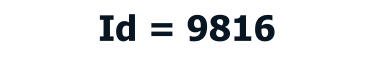 Id = 9816